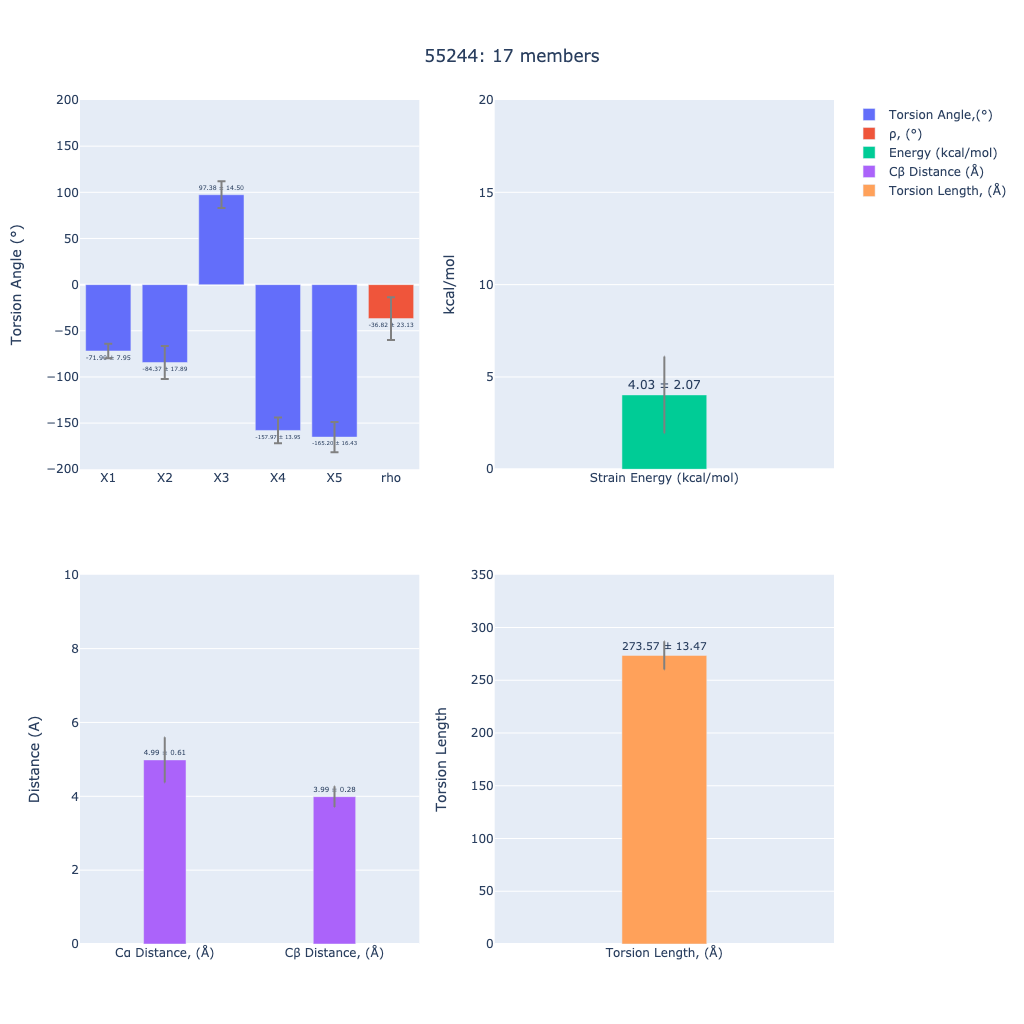 55244: 17 members
Torsion Angle (°)
200
150
100
50
0
−50
−100
−150
−200
-71.90 ± 7.95
-84.37 ± 17.89
97.38 ± 14.50
-157.97 ± 13.95
-165.20 ± 16.43
-36.82 ± 23.13
X1 X2 X3 X4 X5 rho
kcal/mol
20
15
10
5
0
4.03 ± 2.07
Strain Energy (kcal/mol)
Torsion Angle,(°)
ρ, (°)
Energy (kcal/mol)
Cβ Distance (Å)
Torsion Length, (Å)
Distance (A)
10
8
6
4
2
0
4.99 ± 0.61
3.99 ± 0.28
Cα Distance, (Å) Cβ Distance, (Å)
Torsion Length
350
300
250
200
150
100
50
0
273.57 ± 13.47
Torsion Length, (Å)